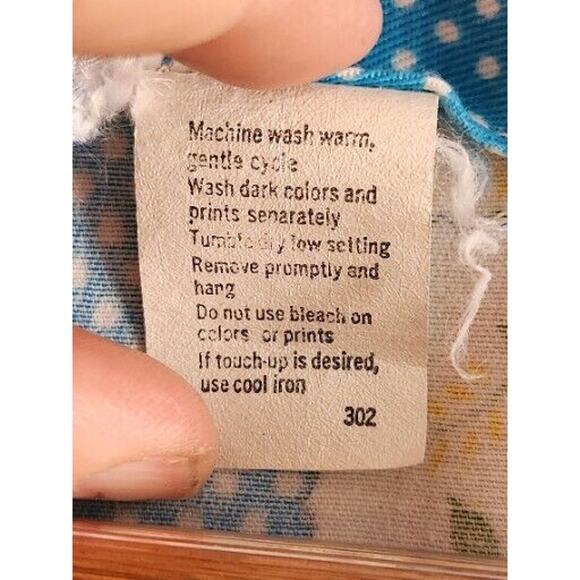 Machine wash warm,
gentle cycle
Wash dark colors and
prints separately
Tumble dry low setting
Remove promptly and
hang
Do not use bleach on
colors or prints
If touch-up is desired,
use cool iron
302